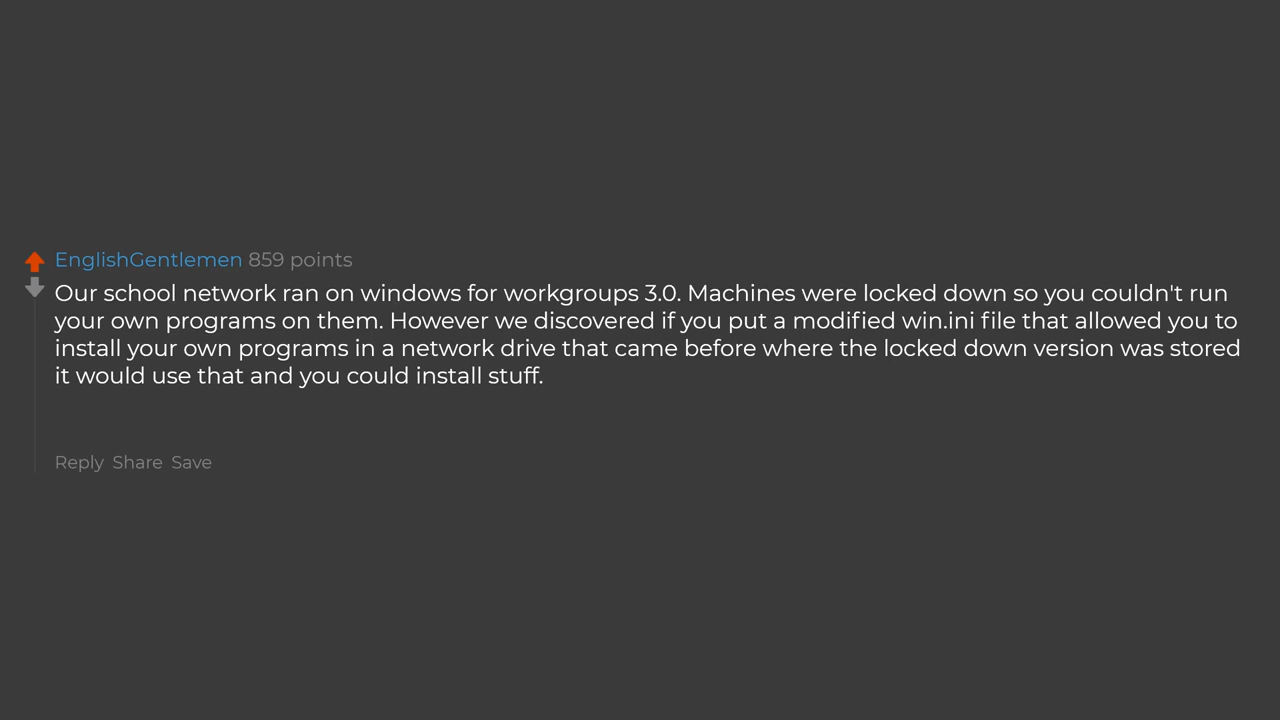 EnglishGentlemen 859 points
Our school network ran on windows for workgroups 3.0. Machines were locked down so you couldn't run
your own programs on them. However we discovered if you put a modified win.ini file that allowed you to
install your own programs in a network drive that came before where the locked down version was stored
it would use that and you could install stuff.
Reply Share Save